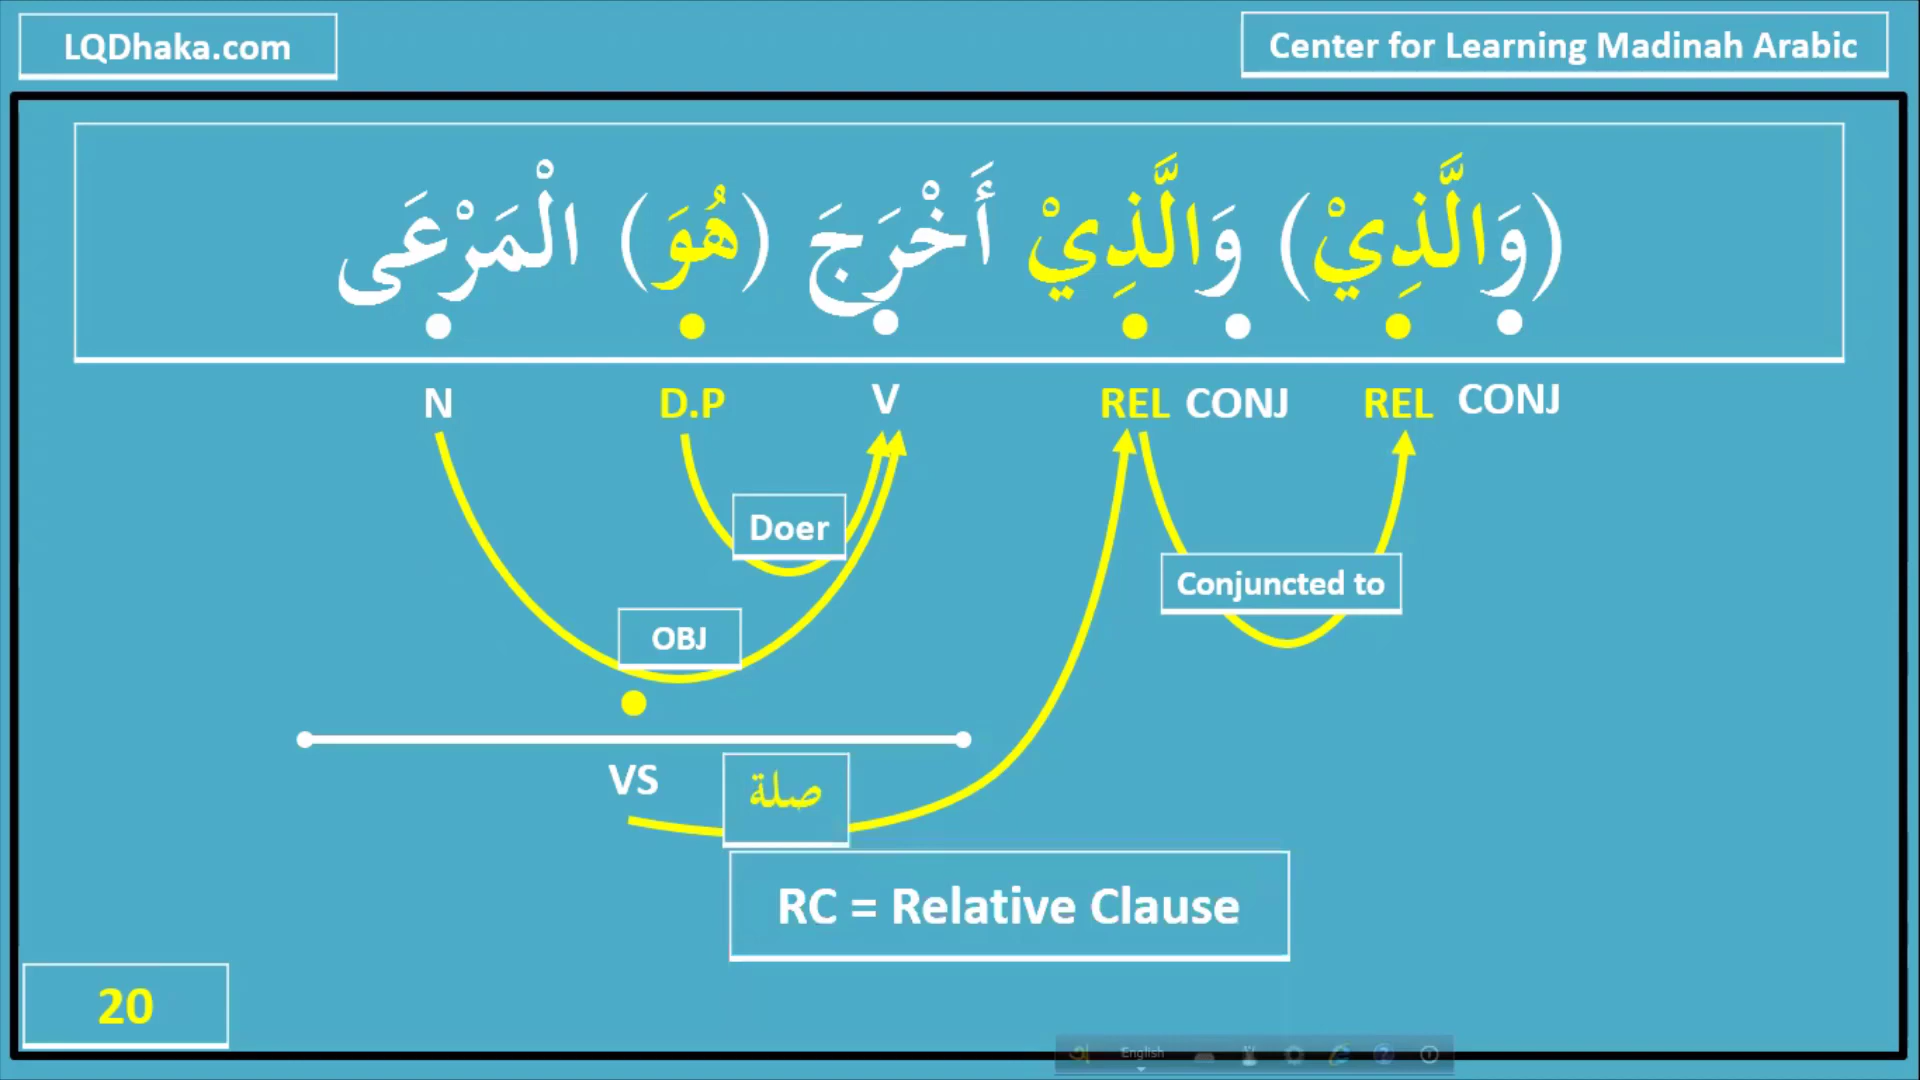 LQDhaka.com
Center for Learning Madinah Arabic
(وَالَّذِيْ) وَالَّذِيْ أَخْرَجَ (هُوَ) الْمَرْعَى
N D.P V REL CONJ REL CONJ
Doer
Conjuncted to
OBJ
VS
صلة
RC = Relative Clause
20
English